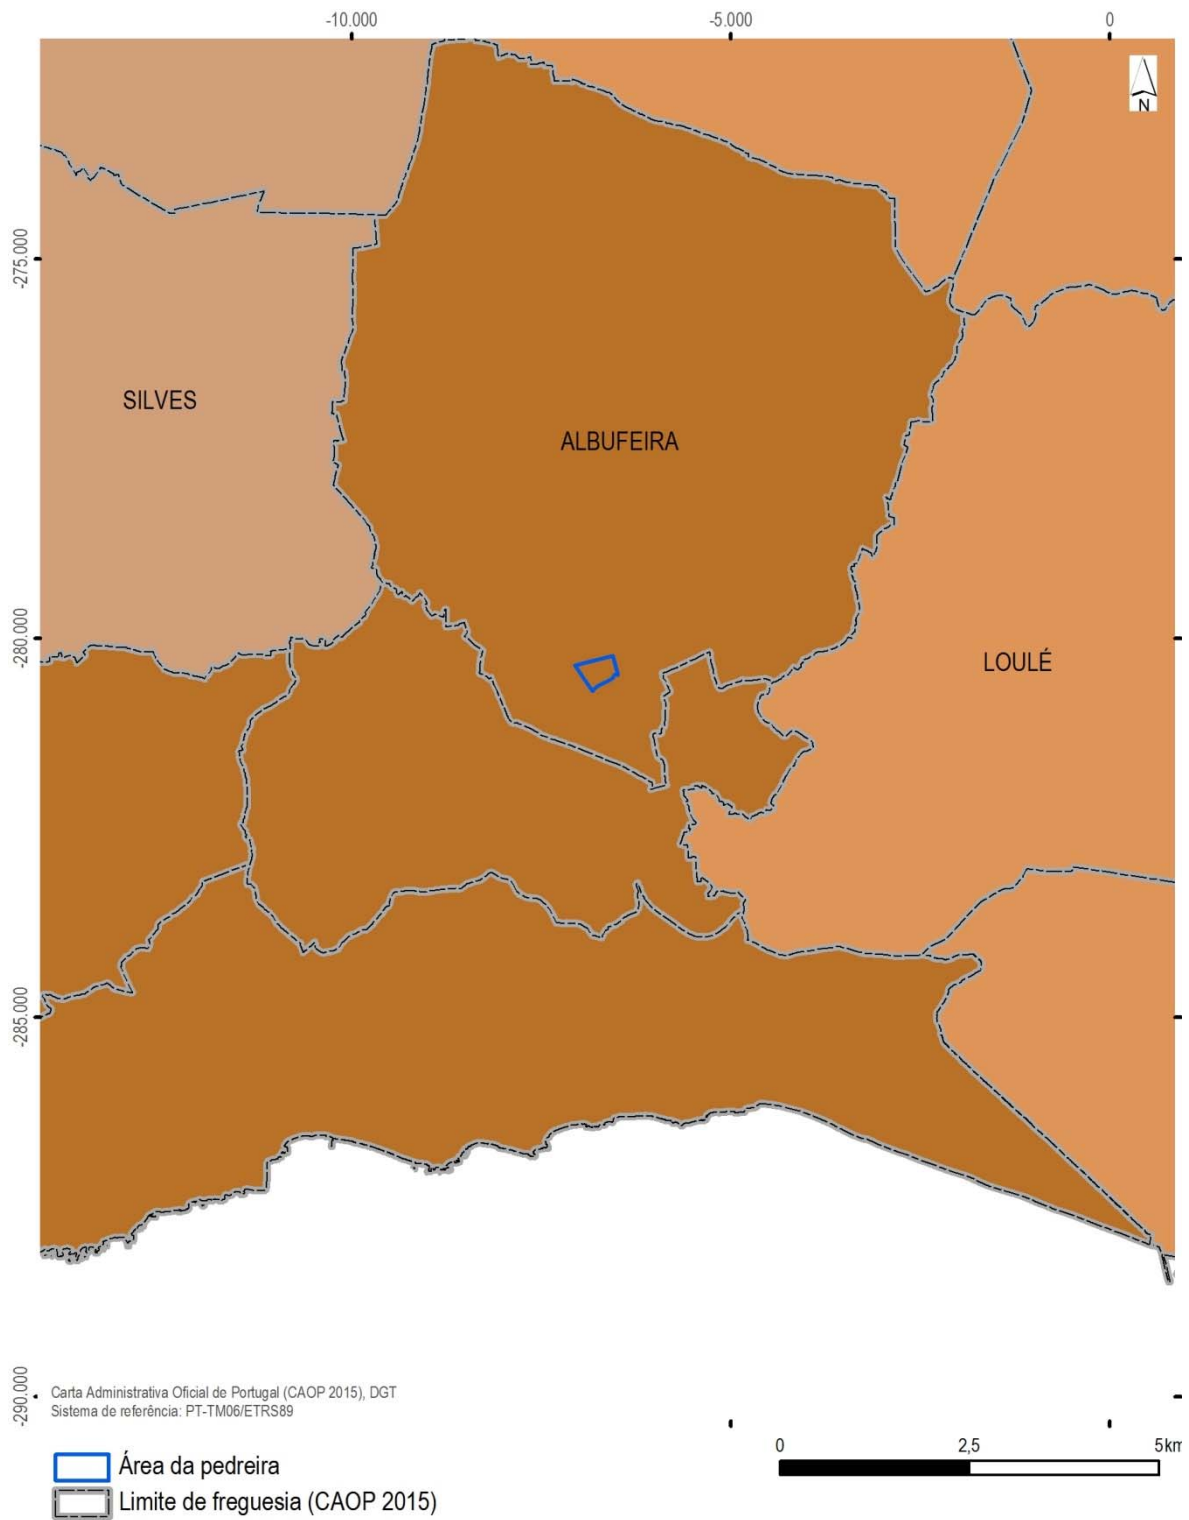 -10.000 -5.000 0
N
-275.000
SILVES
ALBUFEIRA
-280.000
LOULÉ
-285.000
-290.000
Carta Administrativa Oficial de Portugal (CAOP 2015), DGT
Sistema de referência: PT-TM06/ETRS89
0 2,5 5km
Área da pedreira
Limite de freguesia (CAOP 2015)